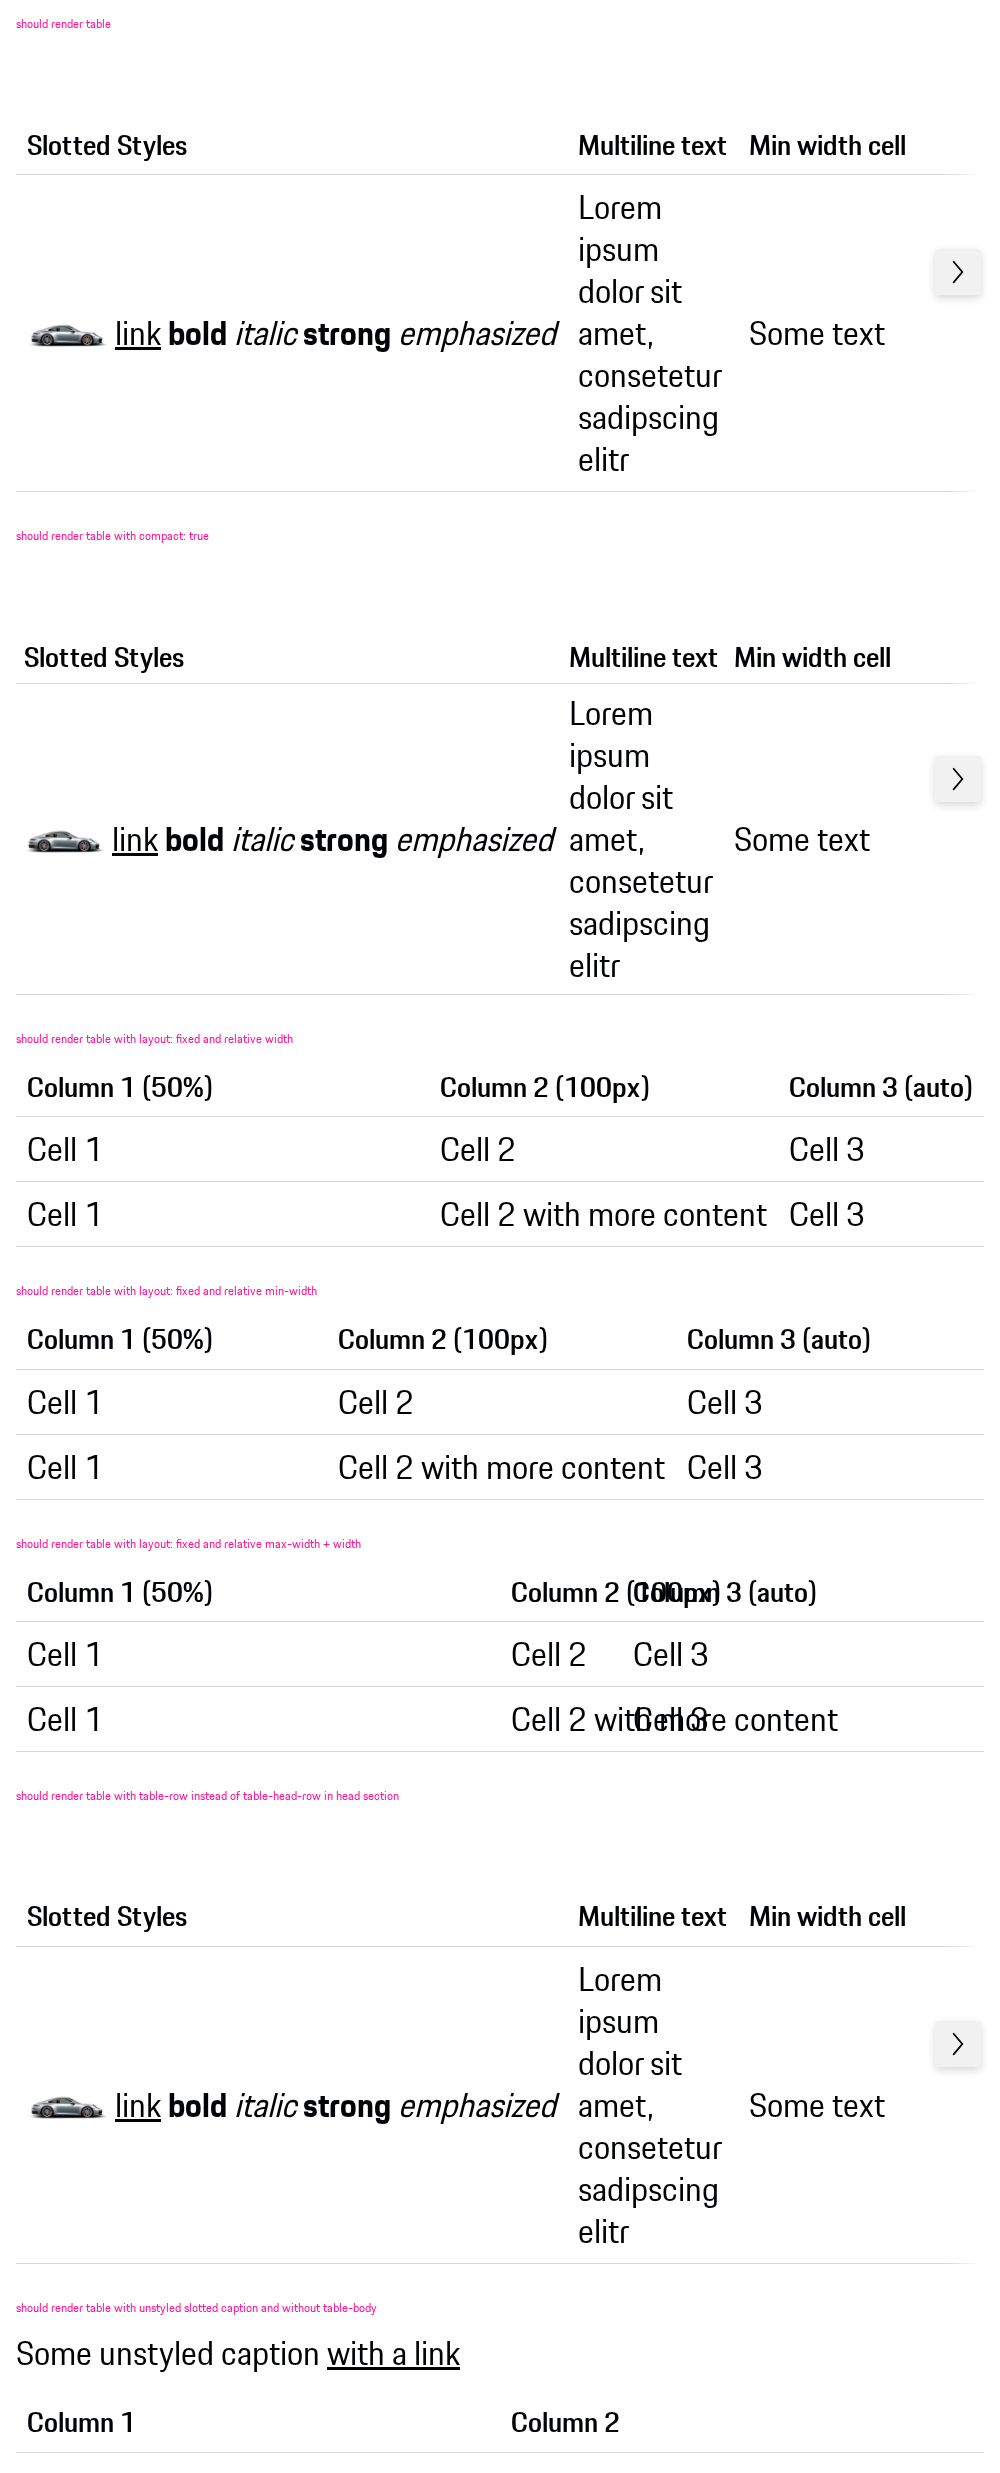 should render table
Slotted Styles Multiline text Min width cell
Lorem
ipsum
dolor sit
link bold italic strong emphasized amet, Some text
consetetur
sadipscing
elitr
should render table with compact: true
Slotted Styles Multiline text Min width cell
Lorem
ipsum
dolor sit
link bold italic strong emphasized amet, Some text
consetetur
sadipscing
elitr
should render table with layout: fixed and relative width
Column 1 (50%) Column 2 (100px) Column 3 (auto)
Cell 1 Cell 2 Cell 3
Cell 1 Cell 2 with more content Cell 3
should render table with layout: fixed and relative min-width
Column 1 (50%) Column 2 (100px) Column 3 (auto)
Cell 1 Cell 2 Cell 3
Cell 1 Cell 2 with more content Cell 3
should render table with layout: fixed and relative max-width + width
Column 1 (50%) Column 2 (100px) Column 3 (auto)
Cell 1 Cell 2 Cell 3
Cell 1 Cell 2 with more content Cell 3
should render table with table-row instead of table-head-row in head section
Slotted Styles Multiline text Min width cell
Lorem
ipsum
dolor sit
link bold italic strong emphasized amet, Some text
consetetur
sadipscing
elitr
should render table with unstyled slotted caption and without table-body
Some unstyled caption with a link
Column 1 Column 2